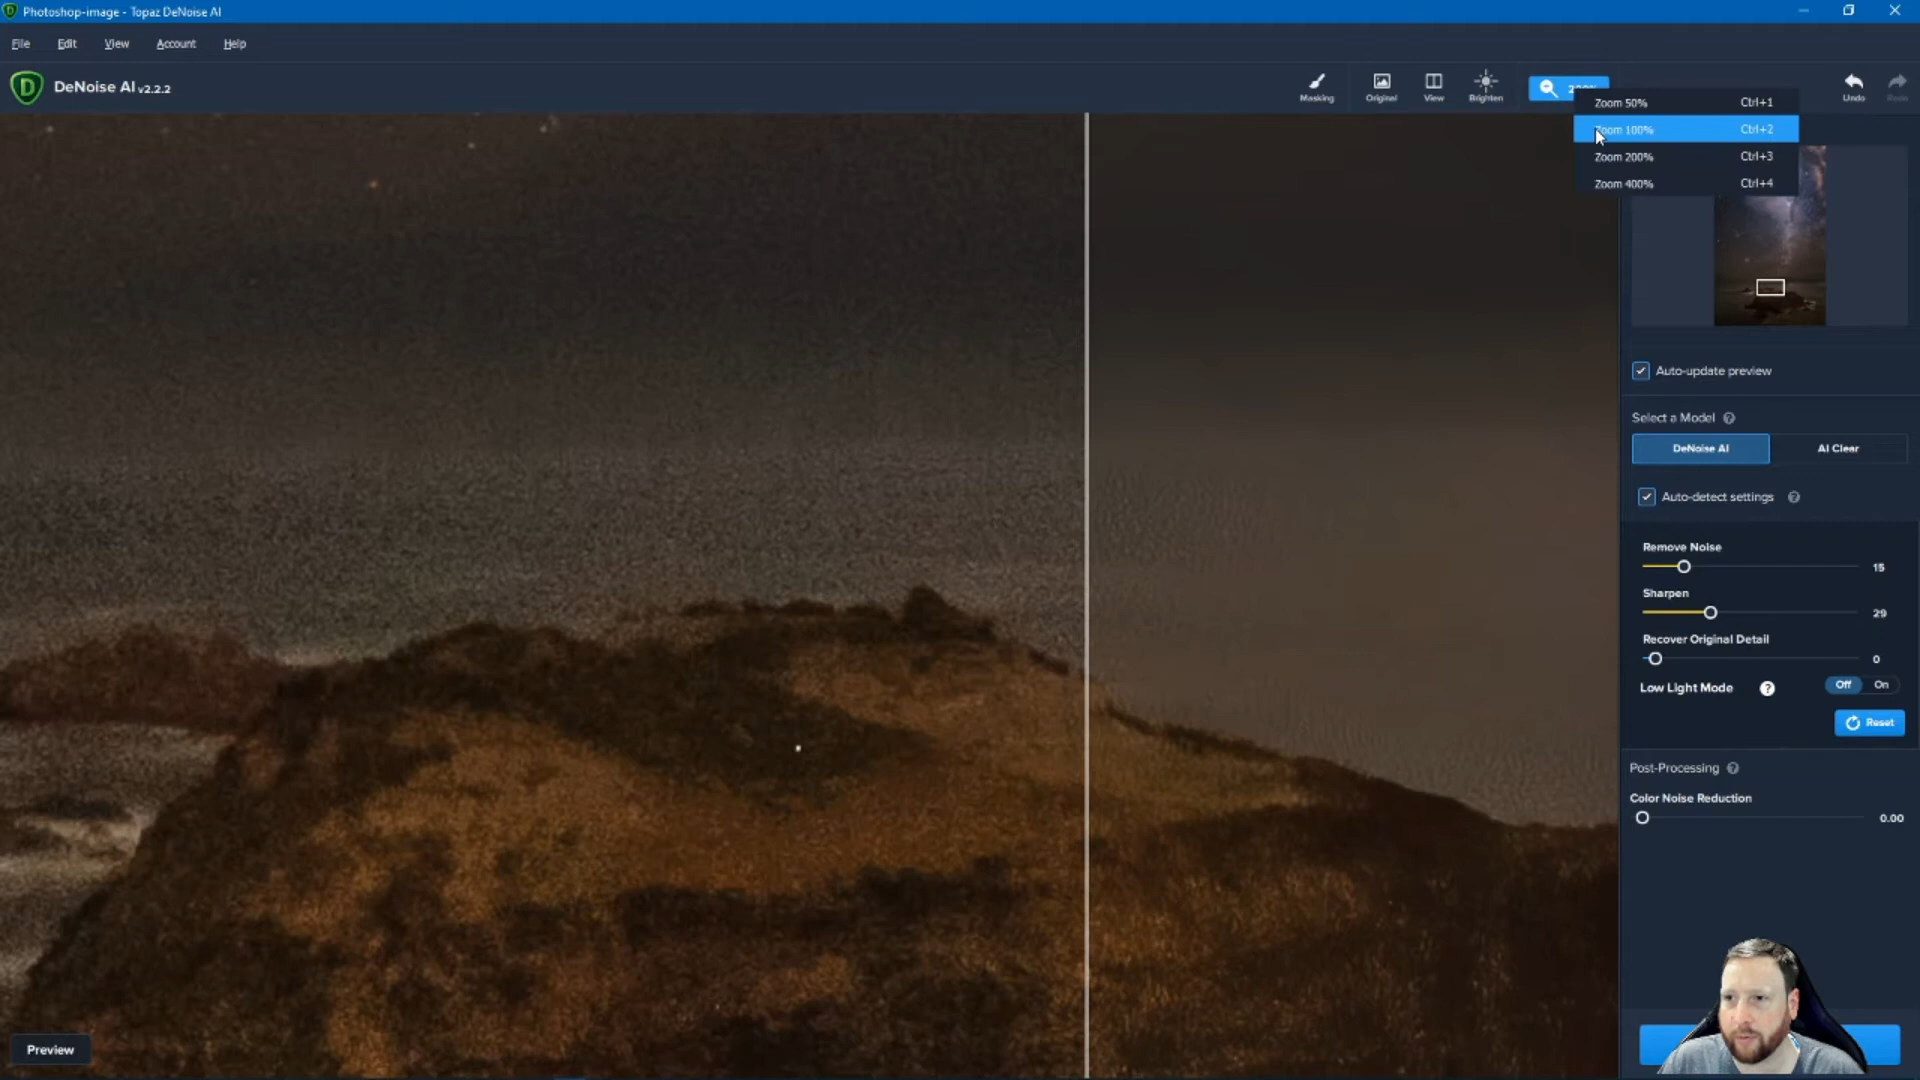 Photoshop-image - Topaz DeNoise AI
File Edit View Account Help
DeNoise AI v2.2.2
Masking Original View Brighten Undo Redo
Zoom 50% Ctrl+1
Zoom 100% Ctrl+2
Zoom 200% Ctrl+3
Zoom 400% Ctrl+4
Auto-update preview
Select a Model
DeNoise AI AI Clear
Auto-detect settings
Remove Noise
15
Sharpen
29
Recover Original Detail
0
Low Light Mode Off On
Reset
Post-Processing
Color Noise Reduction
0.00
Preview